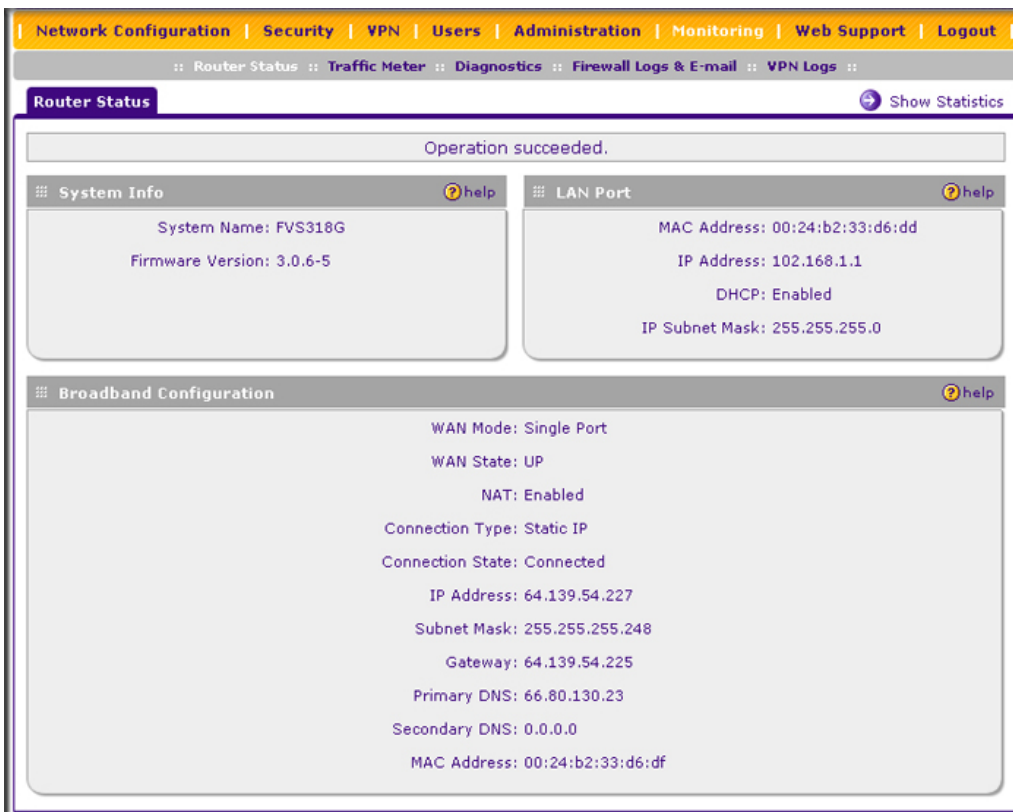 Network Configuration | Security | VPN | Users | Administration | Monitoring | Web Support | Logout
:: Router Status :: Traffic Meter :: Diagnostics :: Firewall Logs & E-mail :: VPN Logs ::
Router Status
Show Statistics
Operation succeeded.
System Info
help
System Name: FVS318G
Firmware Version: 3.0.6-5
LAN Port
help
MAC Address: 00:24:b2:33:d6:dd
IP Address: 102.168.1.1
DHCP: Enabled
IP Subnet Mask: 255.255.255.0
Broadband Configuration
help
WAN Mode: Single Port
WAN State: UP
NAT: Enabled
Connection Type: Static IP
Connection State: Connected
IP Address: 64.139.54.227
Subnet Mask: 255.255.255.248
Gateway: 64.139.54.225
Primary DNS: 66.80.130.23
Secondary DNS: 0.0.0.0
MAC Address: 00:24:b2:33:d6:df